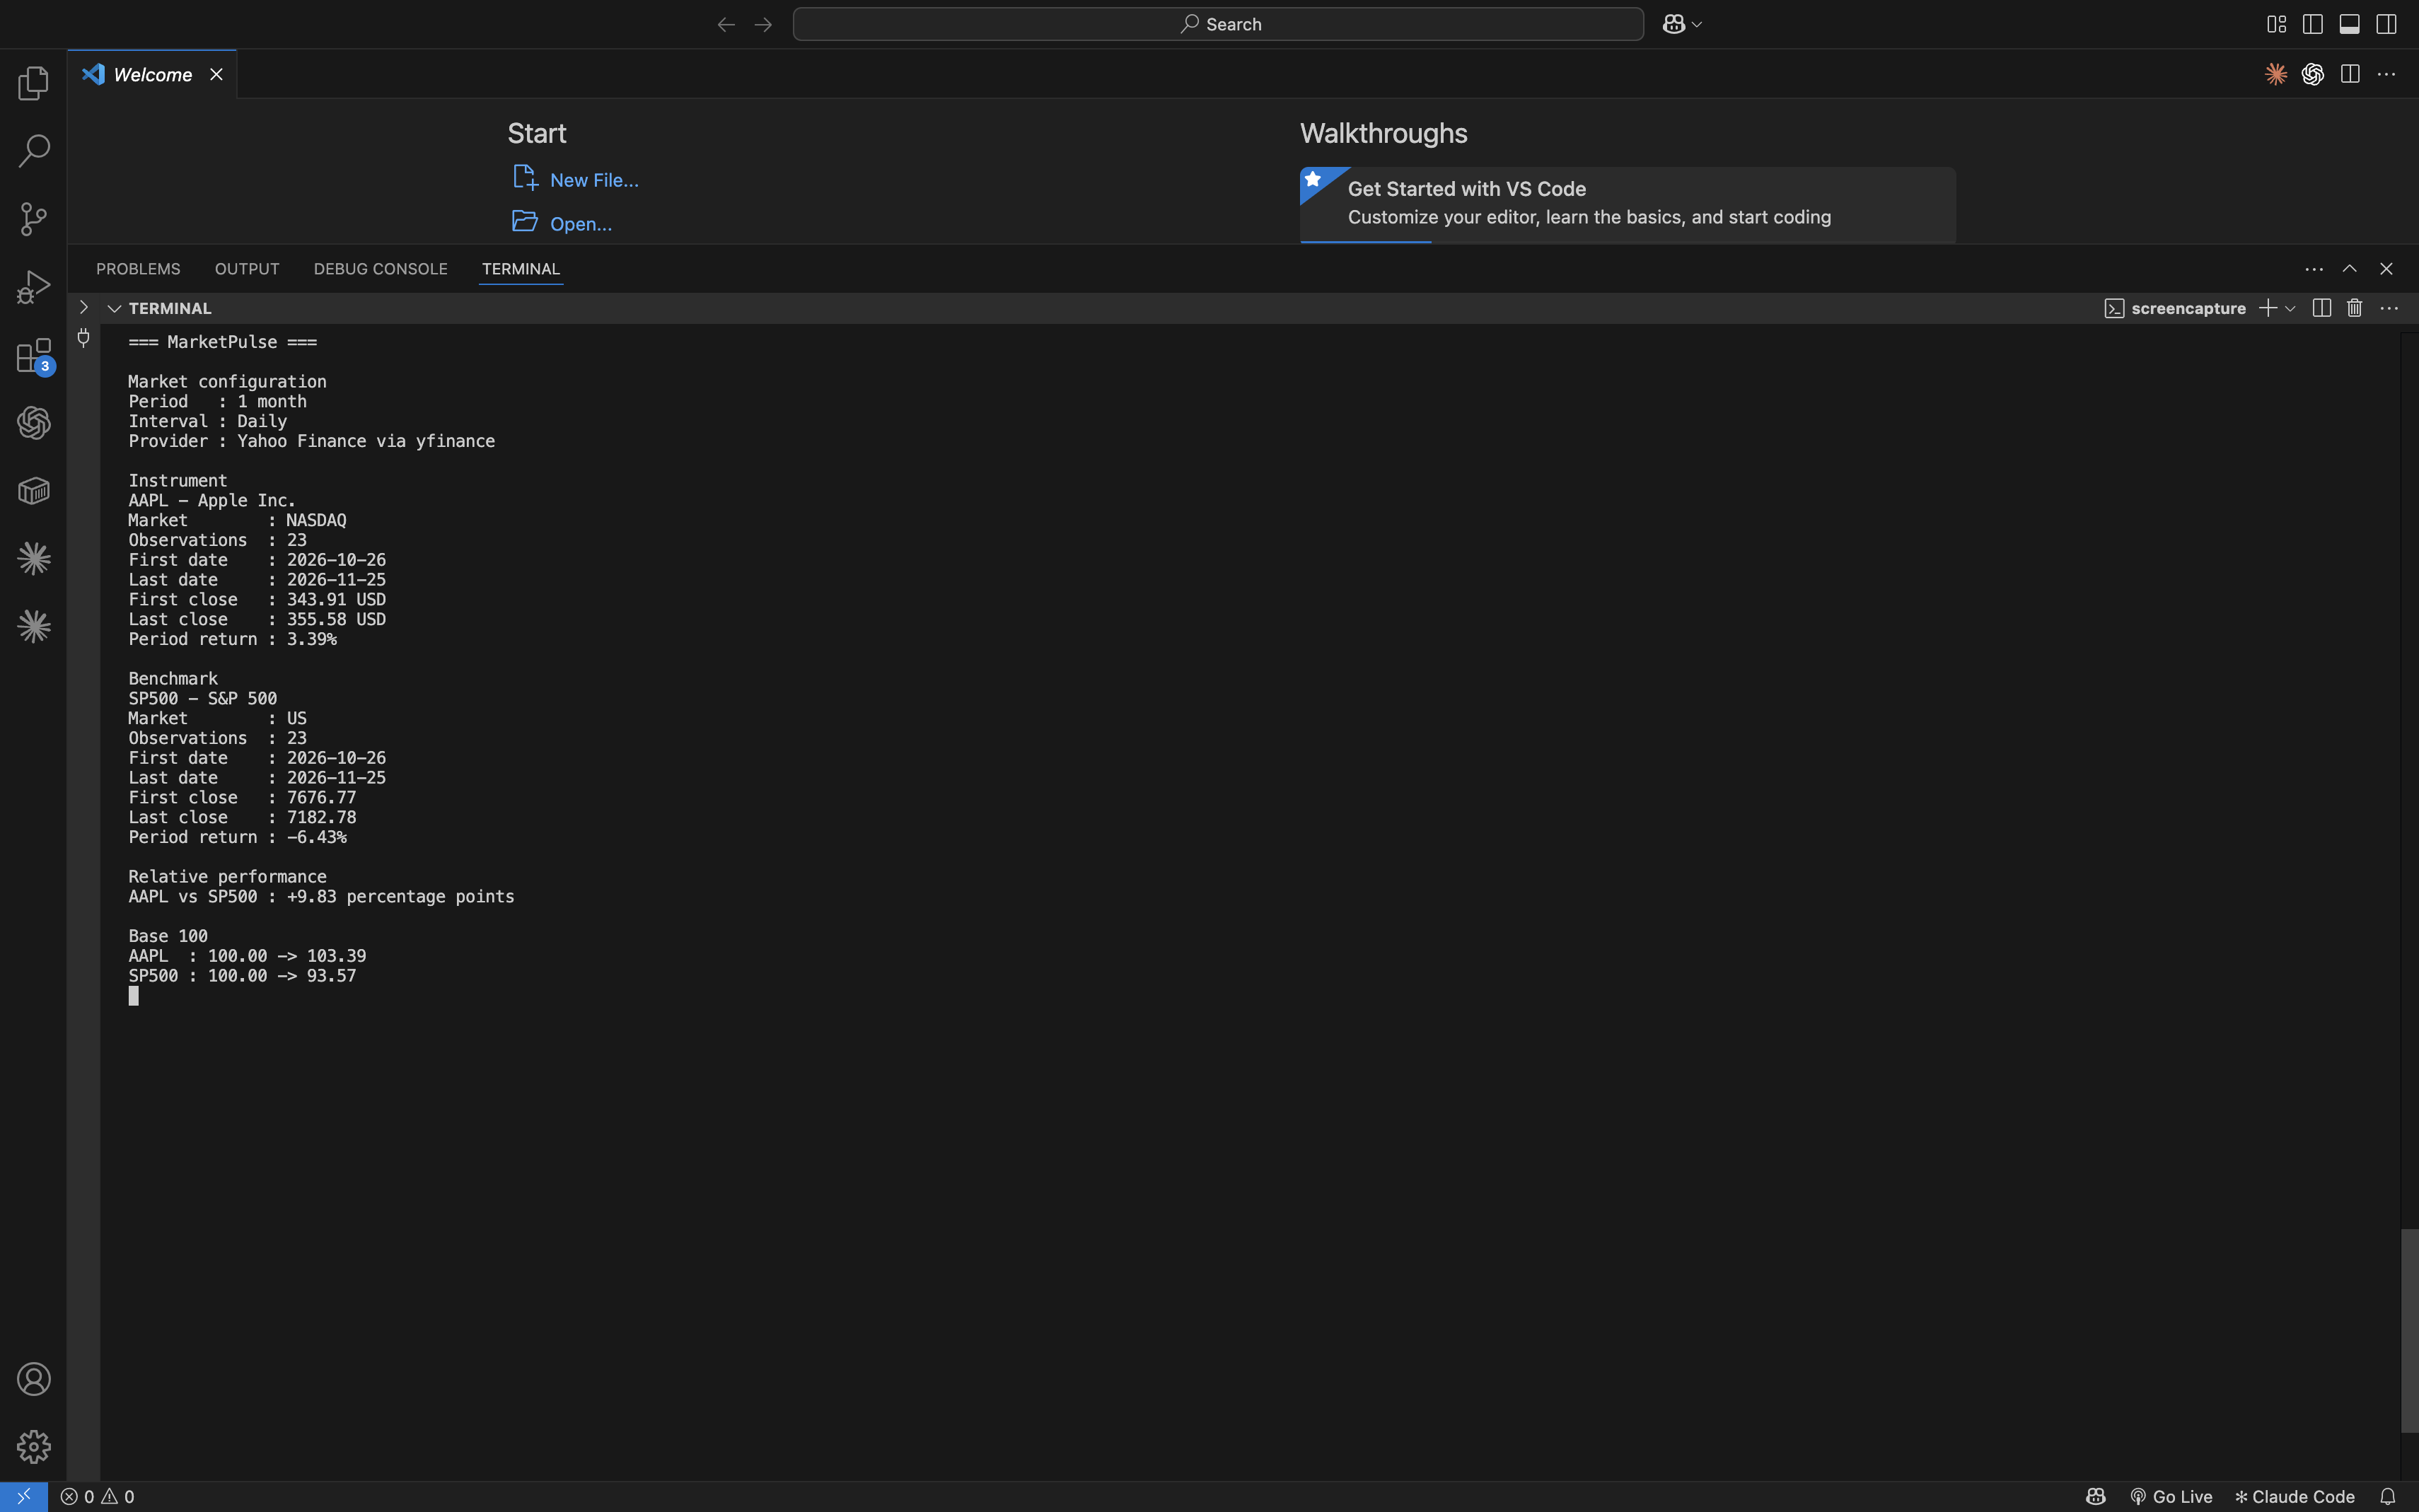 Search
Welcome
Start
New File...
Open...
Walkthroughs
Get Started with VS Code
Customize your editor, learn the basics, and start coding
PROBLEMS OUTPUT DEBUG CONSOLE TERMINAL
TERMINAL
screencapture
3
=== MarketPulse ===
Market configuration
Period   : 1 month
Interval : Daily
Provider : Yahoo Finance via yfinance
Instrument
AAPL - Apple Inc.
Market        : NASDAQ
Observations  : 23
First date    : 2026-10-26
Last date     : 2026-11-25
First close   : 343.91 USD
Last close    : 355.58 USD
Period return : 3.39%
Benchmark
SP500 - S&P 500
Market        : US
Observations  : 23
First date    : 2026-10-26
Last date     : 2026-11-25
First close   : 7676.77
Last close    : 7182.78
Period return : -6.43%
Relative performance
AAPL vs SP500 : +9.83 percentage points
Base 100
AAPL  : 100.00 -> 103.39
SP500 : 100.00 -> 93.57
0 0
Go Live
Claude Code